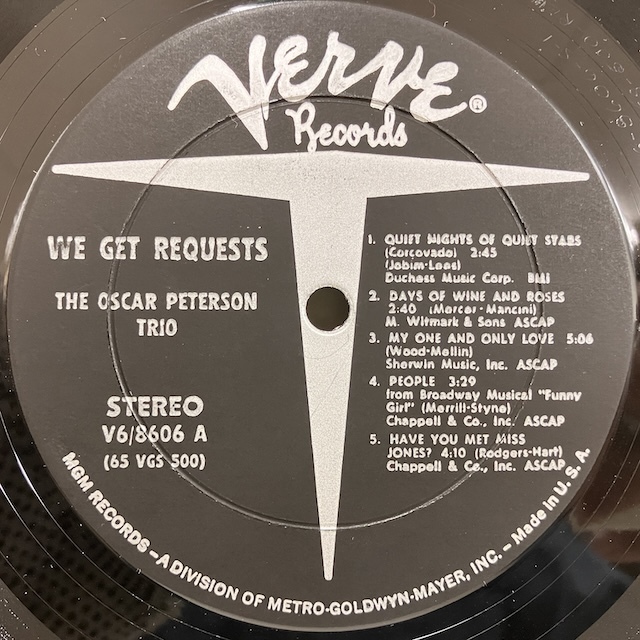 Verve®
Records
WE GET REQUESTS
THE OSCAR PETERSON
TRIO
STEREO
V6/8606 A
(65 VGS 500)
1. QUIET NIGHTS OF QUIET STARS
(Corcovado) 2:45
(Jobim-Lees)
Duchess Music Corp. BMI
2. DAYS OF WINE AND ROSES
2:40 (Mercer-Mancini)
M. Witmark & Sons ASCAP
3. MY ONE AND ONLY LOVE 5:06
(Wood-Mellin)
Sherwin Music, Inc. ASCAP
4. PEOPLE 3:29
from Broadway Musical "Funny
Girl" (Merrill-Styne)
Chappell & Co., Inc. ASCAP
5. HAVE YOU MET MISS
JONES? 4:10 (Rodgers-Hart)
Chappell & Co., Inc. ASCAP
MGM RECORDS – A DIVISION OF METRO-GOLDWYN-MAYER, INC. – Made in U. S. A.